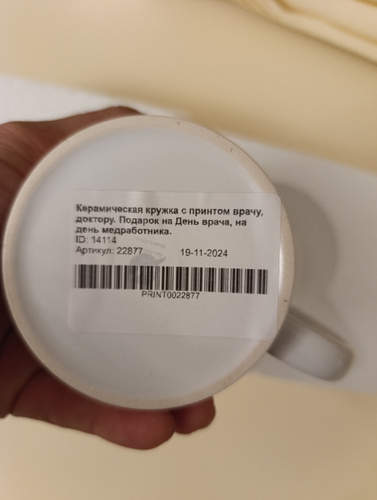 Керамическая кружка с принтом врачу,
доктору. Подарок на День врача, на
день медработника.
ID: 14114
Артикул: 22877 19-11-2024
PRINT0022877